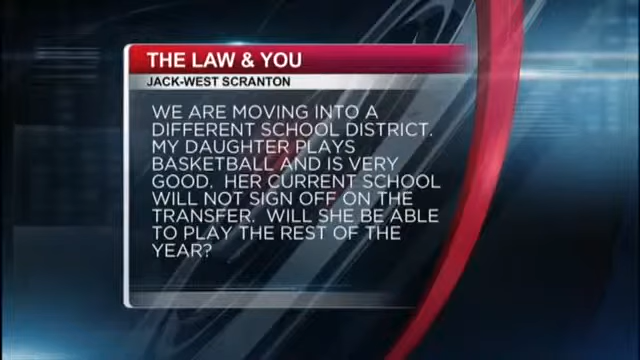 THE LAW & YOU
JACK-WEST SCRANTON
WE ARE MOVING INTO A
DIFFERENT SCHOOL DISTRICT.
MY DAUGHTER PLAYS
BASKETBALL AND IS VERY
GOOD. HER CURRENT SCHOOL
WILL NOT SIGN OFF ON THE
TRANSFER. WILL SHE BE ABLE
TO PLAY THE REST OF THE
YEAR?